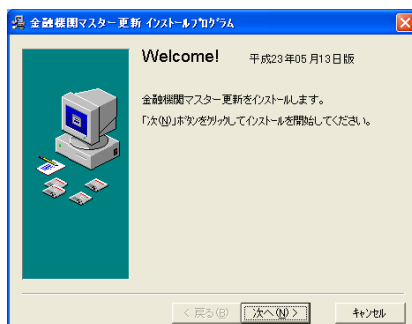 金融機関マスター更新 インストールプログラム
Welcome! 平成23年05月13日版
金融機関マスター更新をインストールします。
「次(N)」ボタンをクリックしてインストールを開始してください。
< 戻る(B) 次へ(N) > キャンセル